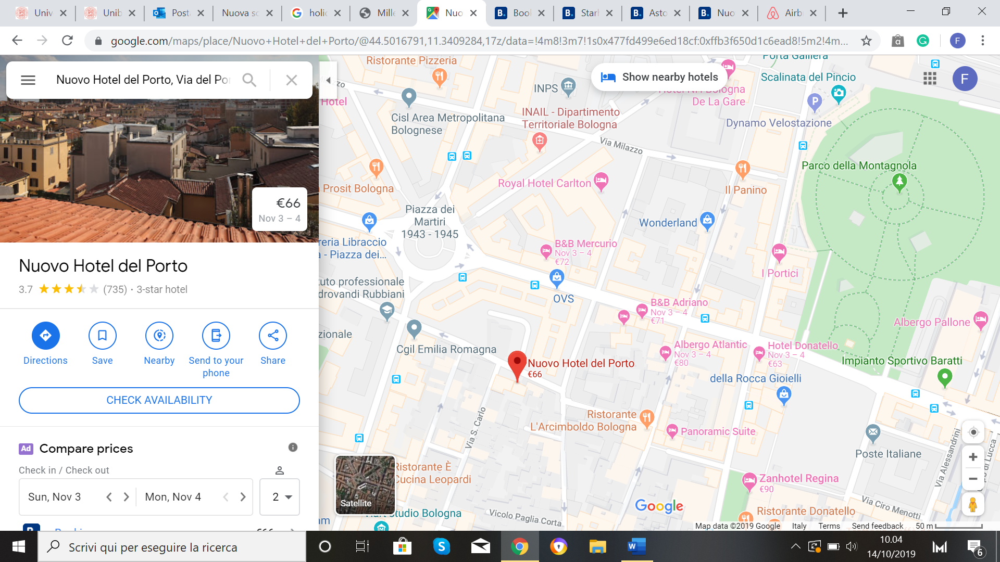 Univ
Unib
Posta
Nuova sc
holid
Mille
Nuo
Book
Starh
Asto
Nuo
Airb
google.com/maps/place/Nuovo+Hotel+del+Porto/@44.5016791,11.3409284,17z/data=!4m8!3m7!1s0x477fd499e6ed18cf:0xffb3f650d1c6ead8!5m2!4m...
F
Nuovo Hotel del Porto, Via del Por
€66
Nov 3 – 4
Nuovo Hotel del Porto
3.7 (735) · 3-star hotel
Directions
Save
Nearby
Send to your
phone
Share
CHECK AVAILABILITY
Ad Compare prices
Check in / Check out
Sun, Nov 3
Mon, Nov 4
2
Ristorante Pizzeria
Hotel
Cisl Area Metropolitana
Bolognese
INPS
INAIL - Dipartimento
Territoriale Bologna
Show nearby hotels
Hotel NH Bologna
De La Gare
Porta Galliera
Scalinata del Pincio
F
P
Dynamo Velostazione
Via Milazzo
Prosit Bologna
Royal Hotel Carlton
Il Panino
Parco della Montagnola
Piazza dei
Martiri
1943 - 1945
Wonderland
reria Libraccio
a - Piazza dei...
B&B Mercurio
Nov 3 – 4
€72
I Portici
tuto professionale
drovandi Rubbiani
OVS
B&B Adriano
Nov 3 – 4
€71
Albergo Pallone
zionale
Cgil Emilia Romagna
Albergo Atlantic
Nov 3 – 4
€80
Hotel Donatello
Nov 3 – 4
€63
Impianto Sportivo Baratti
Nuovo Hotel del Porto
€66
della Rocca Gioielli
Ristorante
L'Arcimboldo Bologna
Via S. Carlo
Panoramic Suite
Poste Italiane
Via Alessandrini
Ristorante È
Cucina Leopardi
Zanhotel Regina
€90
Satellite
Studio Bologna
Vicolo Paglia Corta
Google
Ristorante Donatello
Via Ciro Menotti
Map data ©2019 Google
Italy
Terms
Send feedback
50 m
Scrivi qui per eseguire la ricerca
10.04
14/10/2019
6